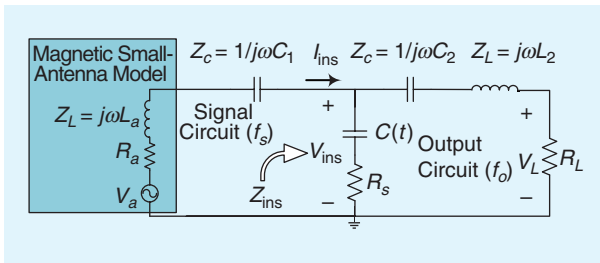 Magnetic Small-
Antenna Model
Z_L = jωL_a
R_a
V_a
Z_c = 1/jωC_1
Signal
Circuit (f_s)
I_ins
+
V_ins
–
Z_ins
C(t)
R_s
Z_c = 1/jωC_2
Z_L = jωL_2
Output
Circuit (f_o)
+
V_L
–
R_L